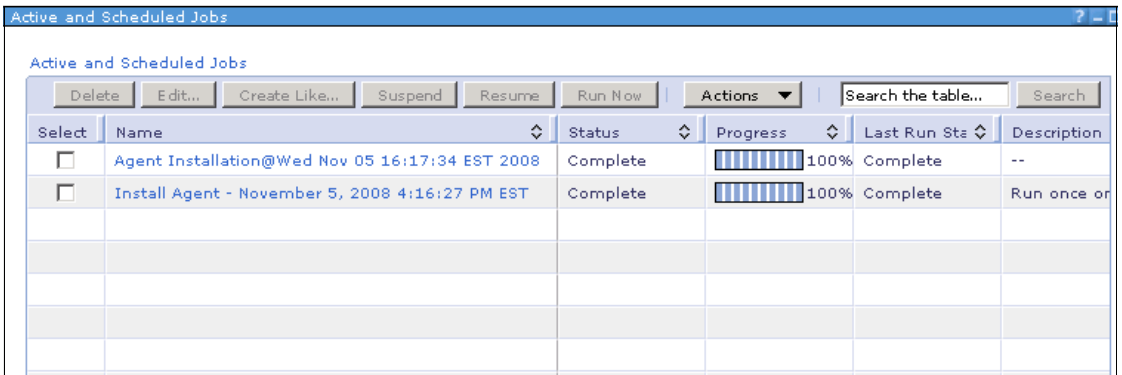 Active and Scheduled Jobs ? –
Active and Scheduled Jobs
Delete Edit... Create Like... Suspend Resume Run Now Actions Search the table... Search
Select Name Status Progress Last Run Sta Description
Agent Installation@Wed Nov 05 16:17:34 EST 2008 Complete 100% Complete --
Install Agent - November 5, 2008 4:16:27 PM EST Complete 100% Complete Run once or